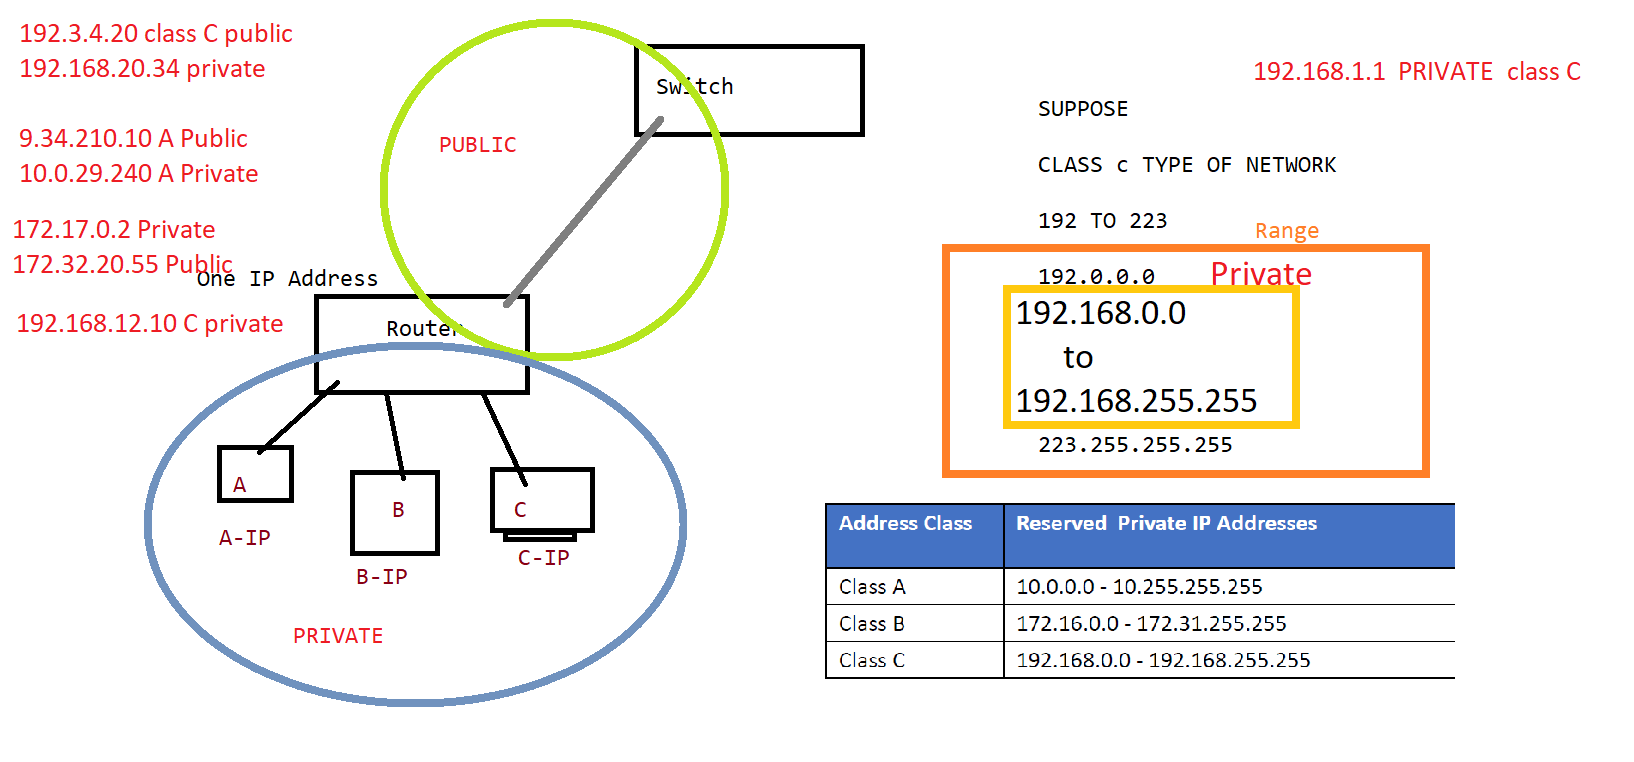 192.3.4.20 class C public
192.168.20.34 private
9.34.210.10 A Public
10.0.29.240 A Private
172.17.0.2 Private
172.32.20.55 Public
One IP Address
192.168.12.10 C private
PUBLIC
Switch
Router
A
A-IP
B
B-IP
C
C-IP
PRIVATE
192.168.1.1 PRIVATE class C
SUPPOSE
CLASS c TYPE OF NETWORK
192 TO 223
Range
192.0.0.0
Private
192.168.0.0
to
192.168.255.255
223.255.255.255
Address Class Reserved Private IP Addresses
Class A 10.0.0.0 - 10.255.255.255
Class B 172.16.0.0 - 172.31.255.255
Class C 192.168.0.0 - 192.168.255.255